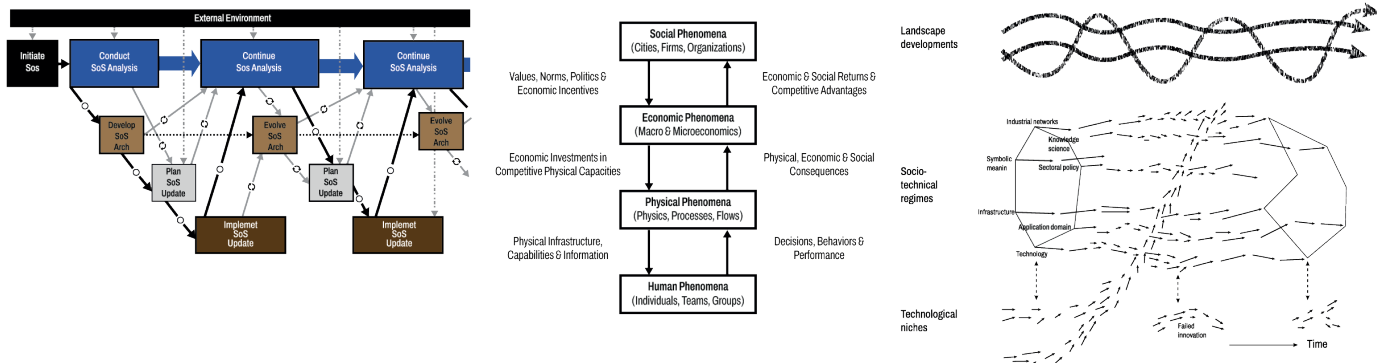 External Environment
Initiate
Sos
Conduct
SoS Analysis
Continue
Sos Analysis
Continue
SoS Analysis
Develop
SoS
Arch
Evolve
SoS
Arch
Evolve
SoS
Arch
Plan
SoS
Update
Plan
SoS
Update
Implemet
SoS
Update
Implemet
SoS
Update
Social Phenomena
(Cities, Firms, Organizations)
Values, Norms, Politics &
Economic Incentives
Economic & Social Returns &
Competitive Advantages
Economic Phenomena
(Macro & Microeconomics)
Economic Investments in
Competitive Physical Capacities
Physical, Economic & Social
Consequences
Physical Phenomena
(Physics, Processes, Flows)
Physical Infrastructure,
Capabilities & Information
Decisions, Behaviors &
Performance
Human Phenomena
(Individuals, Teams, Groups)
Landscape
developments
Industrial networks
Knowledge
science
Symbolic
meanin
Sectoral policy
Socio-
technical
regimes
Infrastructure
Application domain
Technology
Technological
niches
Failed
innovation
Time